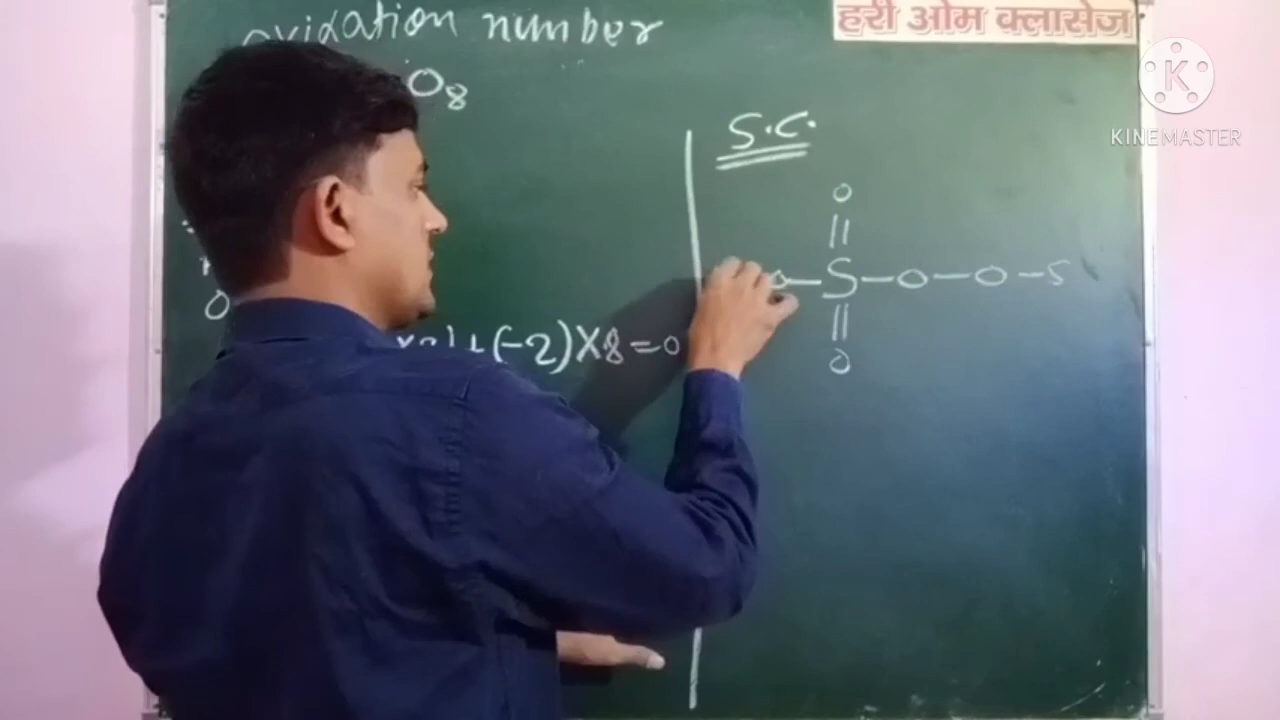 oxidation number
हरी ओम क्लासेज
KINEMASTER
O8
S.C.
O
O
O — S — O — O — S
O
(-2)X8=0